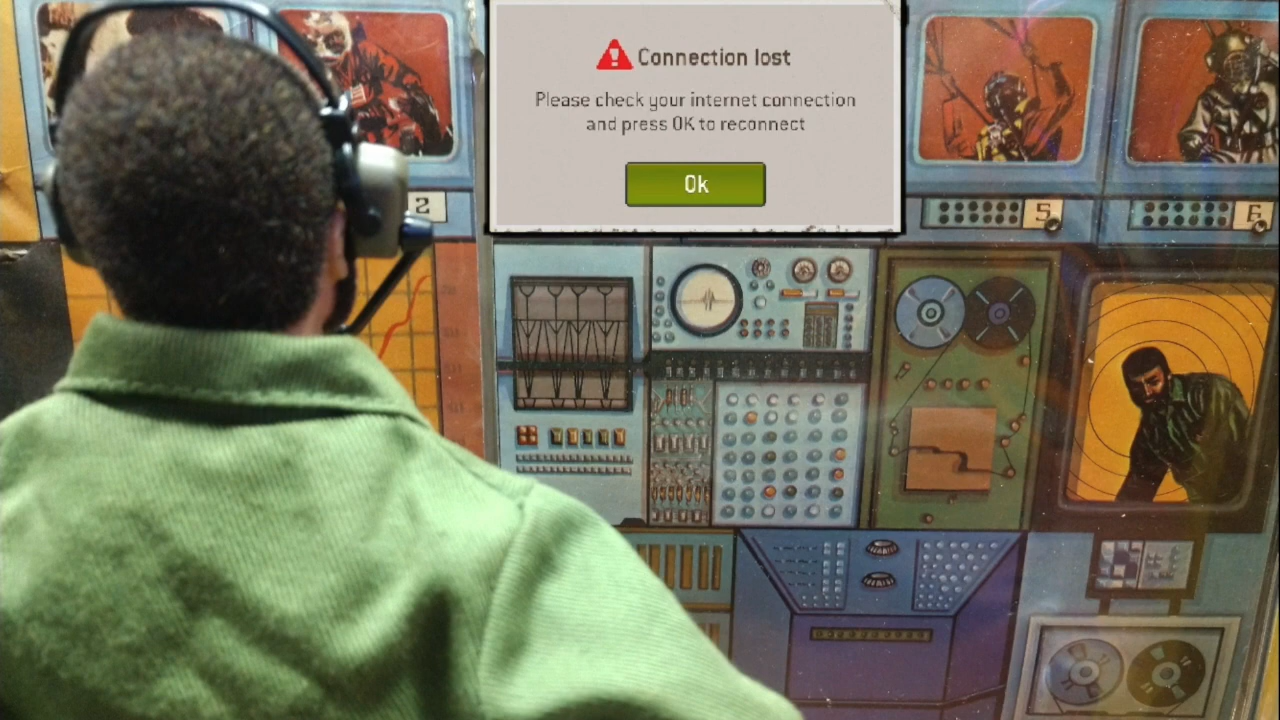 Connection lost
Please check your internet connection
and press OK to reconnect
Ok
2
5
6